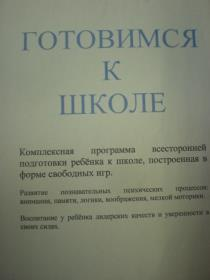 ГОТОВИМСЯ
К
ШКОЛЕ
Комплексная программа всесторонней
подготовки ребёнка к школе, построенная в
форме свободных игр.
Развитие познавательных психических процессов:
внимания, памяти, логики, воображения, мелкой моторики.
Воспитание у ребёнка лидерских качеств и уверенности в
своих силах.